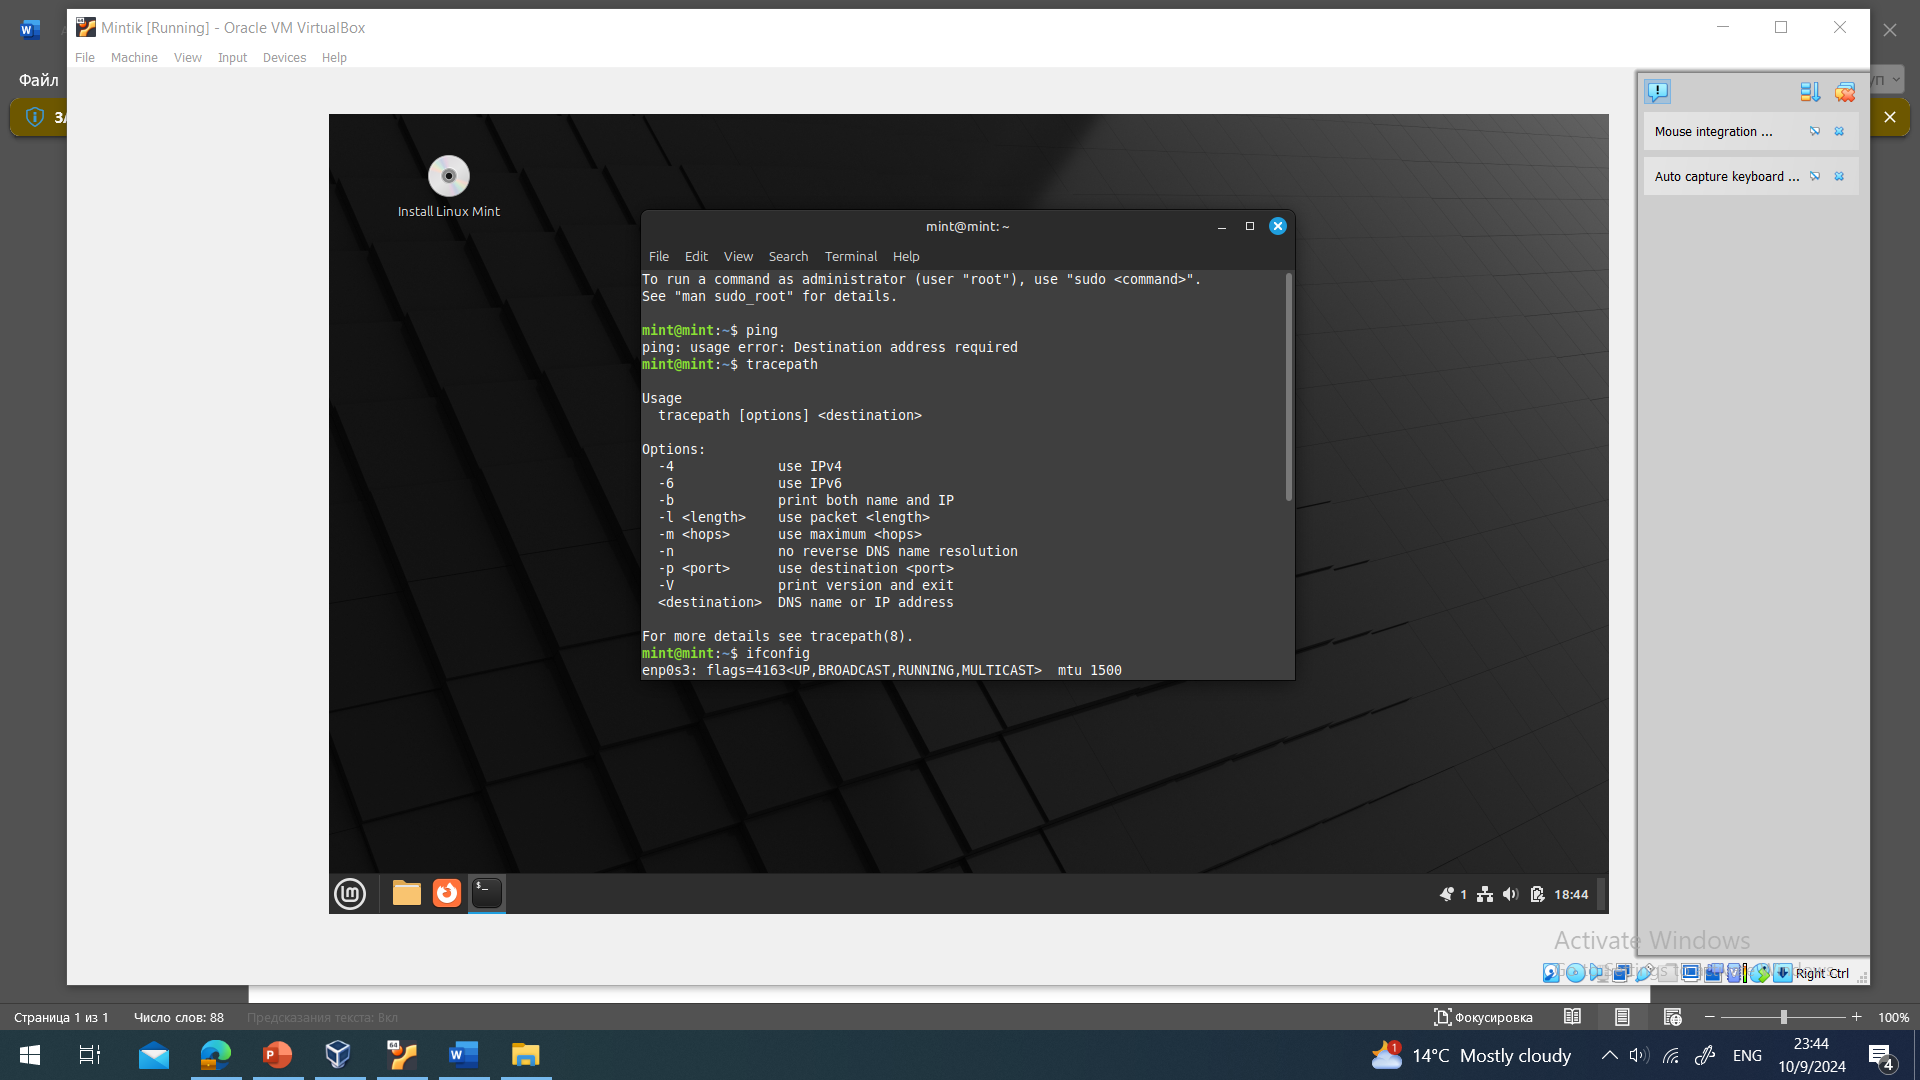 Mintik [Running] - Oracle VM VirtualBox
File Machine View Input Devices Help
Файл
Mouse integration ...
Auto capture keyboard ...
Install Linux Mint
mint@mint: ~
File Edit View Search Terminal Help
To run a command as administrator (user "root"), use "sudo <command>".
See "man sudo_root" for details.
mint@mint:~$ ping
ping: usage error: Destination address required
mint@mint:~$ tracepath
Usage
tracepath [options] <destination>
Options:
-4 use IPv4
-6 use IPv6
-b print both name and IP
-l <length> use packet <length>
-m <hops> use maximum <hops>
-n no reverse DNS name resolution
-p <port> use destination <port>
-V print version and exit
<destination> DNS name or IP address
For more details see tracepath(8).
mint@mint:~$ ifconfig
enp0s3: flags=4163<UP,BROADCAST,RUNNING,MULTICAST> mtu 1500
1 18:44
Activate Windows
Right Ctrl
Страница 1 из 1 Число слов: 88 Предсказания текста: Вкл Фокусировка 100%
14°C Mostly cloudy ENG
23:44
10/9/2024
4